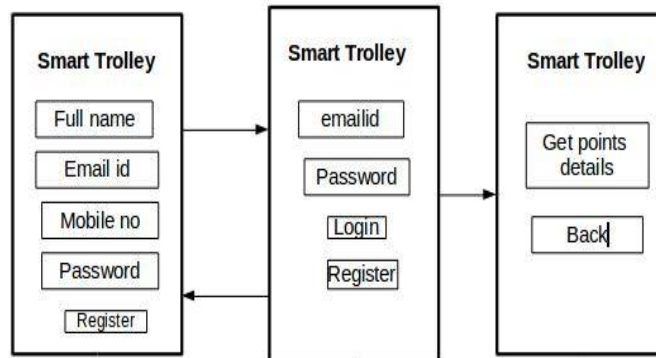 Smart Trolley
Full name
Email id
Mobile no
Password
Register
Smart Trolley
emailid
Password
Login
Register
Smart Trolley
Get points
details
Back